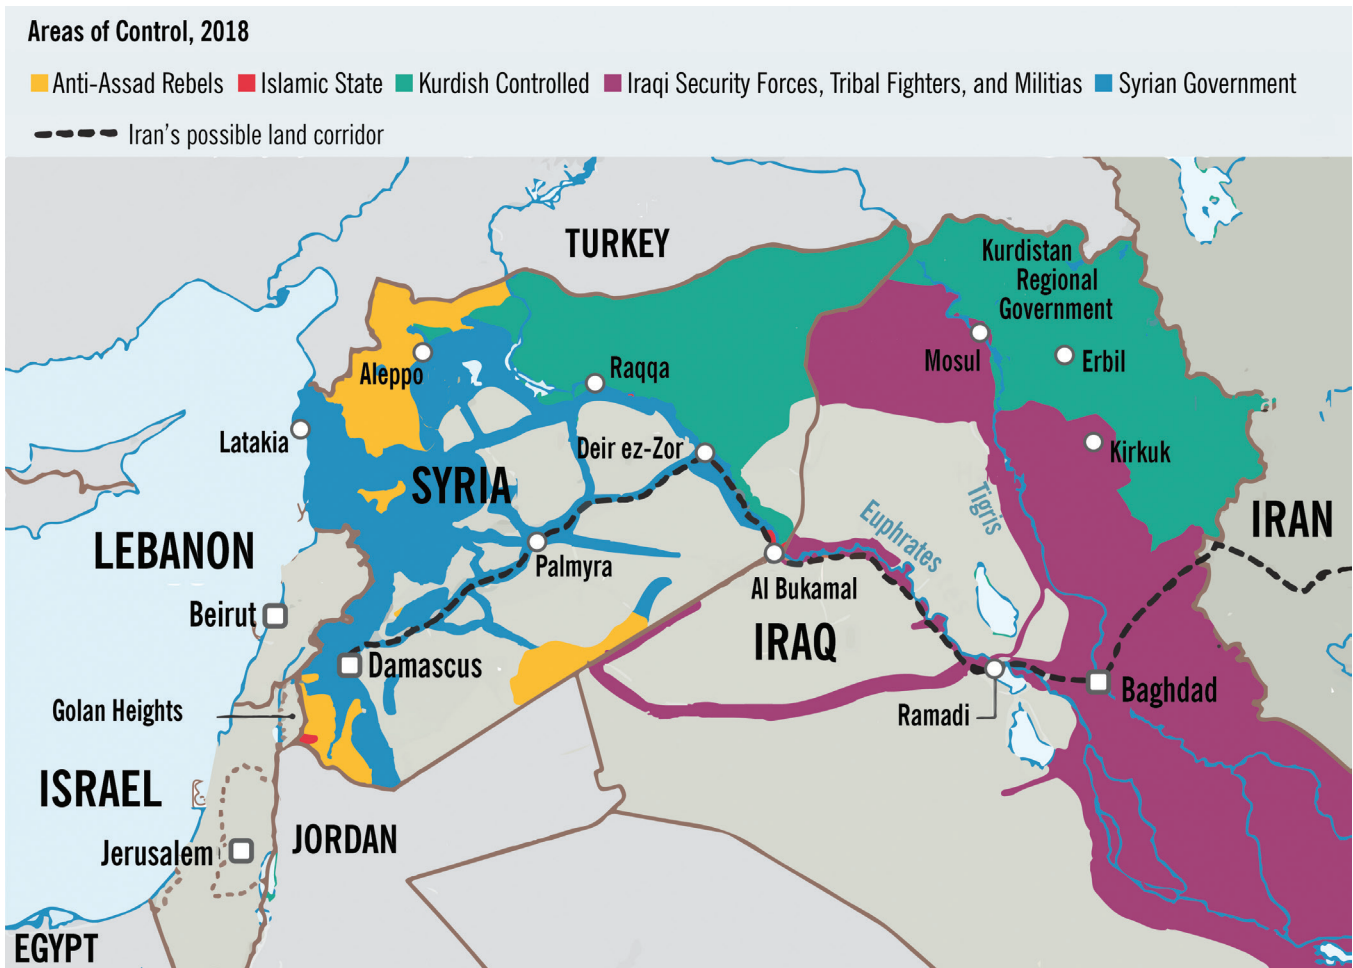 Areas of Control, 2018
Anti-Assad Rebels Islamic State Kurdish Controlled Iraqi Security Forces, Tribal Fighters, and Militias Syrian Government
Iran's possible land corridor
TURKEY
Kurdistan
Regional
Government
Mosul
Erbil
Aleppo
Raqqa
Latakia
Deir ez-Zor
Kirkuk
SYRIA
Tigris
Euphrates
IRAN
LEBANON
Palmyra
Al Bukamal
Beirut
IRAQ
Damascus
Baghdad
Golan Heights
Ramadi
ISRAEL
JORDAN
Jerusalem
EGYPT